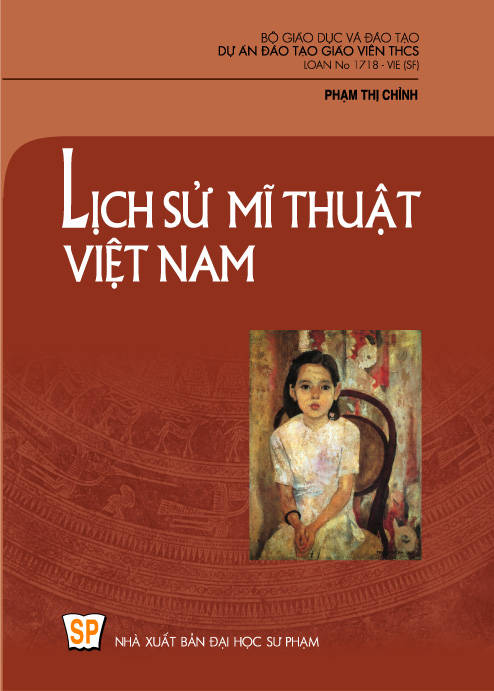 BỘ GIÁO DỤC VÀ ĐÀO TẠO
DỰ ÁN ĐÀO TẠO GIÁO VIÊN THCS
LOAN No 1718 - VIE (SF)
PHẠM THỊ CHỈNH
LỊCH SỬ MĨ THUẬT
VIỆT NAM
SP
NHÀ XUẤT BẢN ĐẠI HỌC SƯ PHẠM